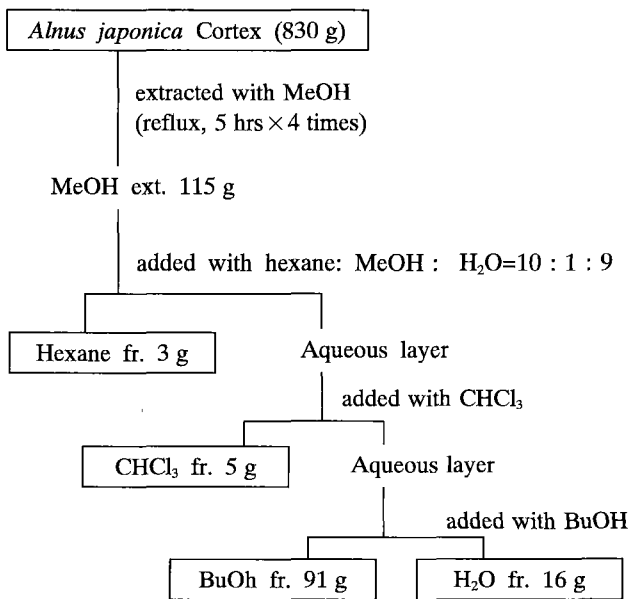 Alnus japonica Cortex (830 g)
extracted with MeOH
(reflux, 5 hrs×4 times)
MeOH ext. 115 g
added with hexane: MeOH : H₂O=10 : 1 : 9
Hexane fr. 3 g
Aqueous layer
added with CHCl₃
CHCl₃ fr. 5 g
Aqueous layer
added with BuOH
BuOh fr. 91 g
H₂O fr. 16 g